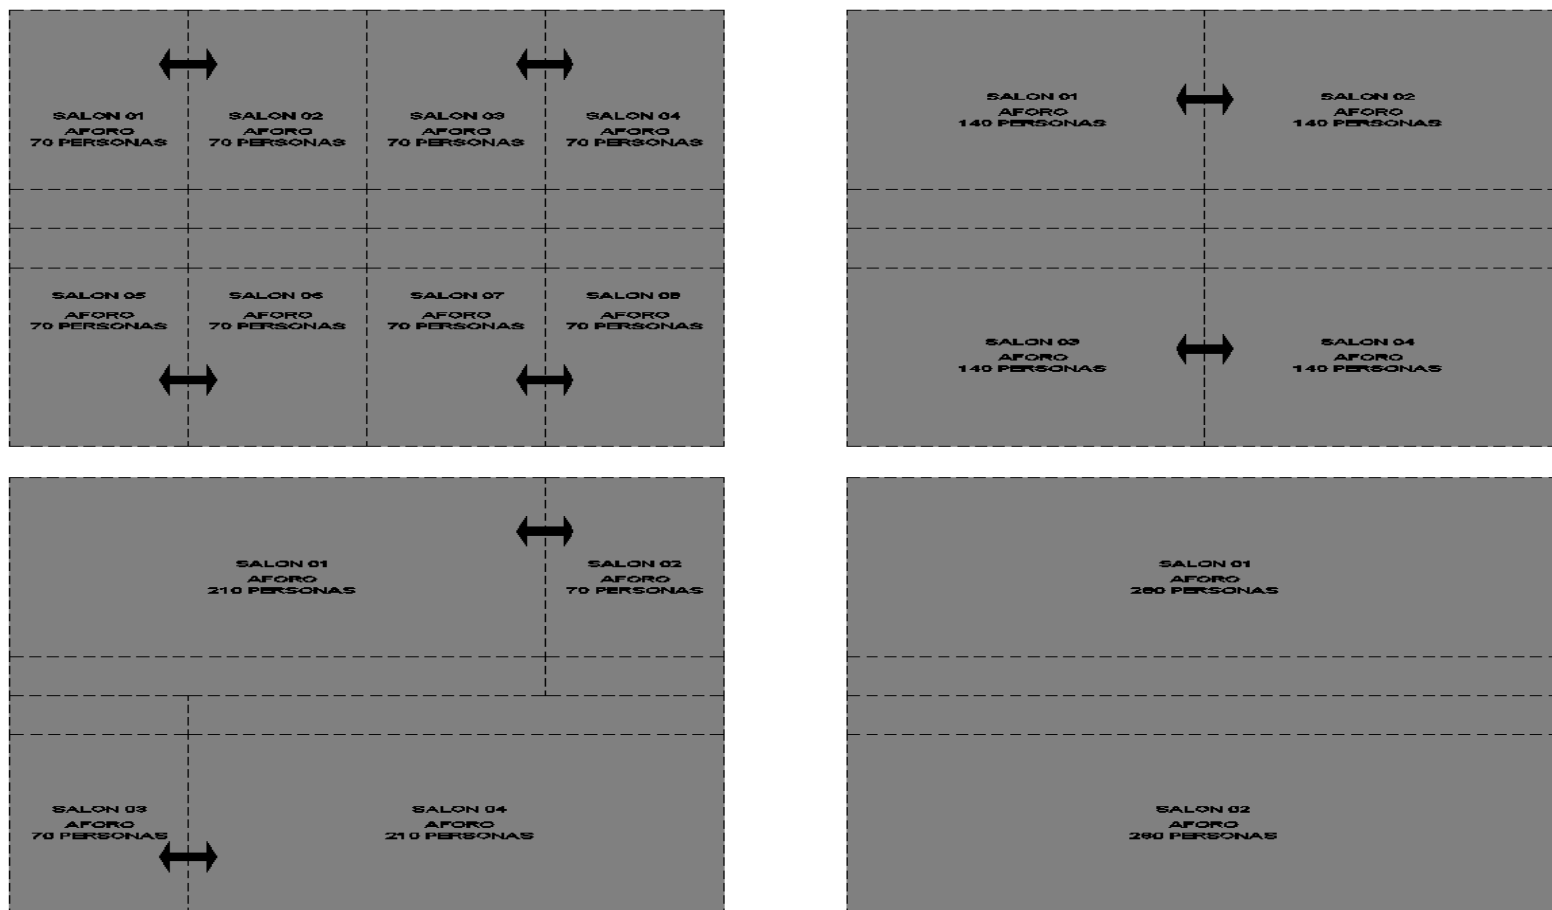 SALON 01
AFORO
70 PERSONAS
SALON 02
AFORO
70 PERSONAS
SALON 03
AFORO
70 PERSONAS
SALON 04
AFORO
70 PERSONAS
SALON 05
AFORO
70 PERSONAS
SALON 06
AFORO
70 PERSONAS
SALON 07
AFORO
70 PERSONAS
SALON 08
AFORO
70 PERSONAS
SALON 01
AFORO
140 PERSONAS
SALON 02
AFORO
140 PERSONAS
SALON 03
AFORO
140 PERSONAS
SALON 04
AFORO
140 PERSONAS
SALON 01
AFORO
210 PERSONAS
SALON 02
AFORO
70 PERSONAS
SALON 03
AFORO
70 PERSONAS
SALON 04
AFORO
210 PERSONAS
SALON 01
AFORO
280 PERSONAS
SALON 02
AFORO
280 PERSONAS